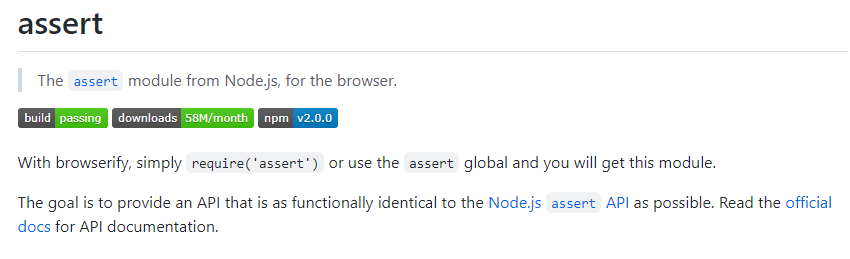 assert
The assert module from Node.js, for the browser.
build passing downloads 58M/month npm v2.0.0
With browserify, simply require('assert') or use the assert global and you will get this module.
The goal is to provide an API that is as functionally identical to the Node.js assert API as possible. Read the official
docs for API documentation.